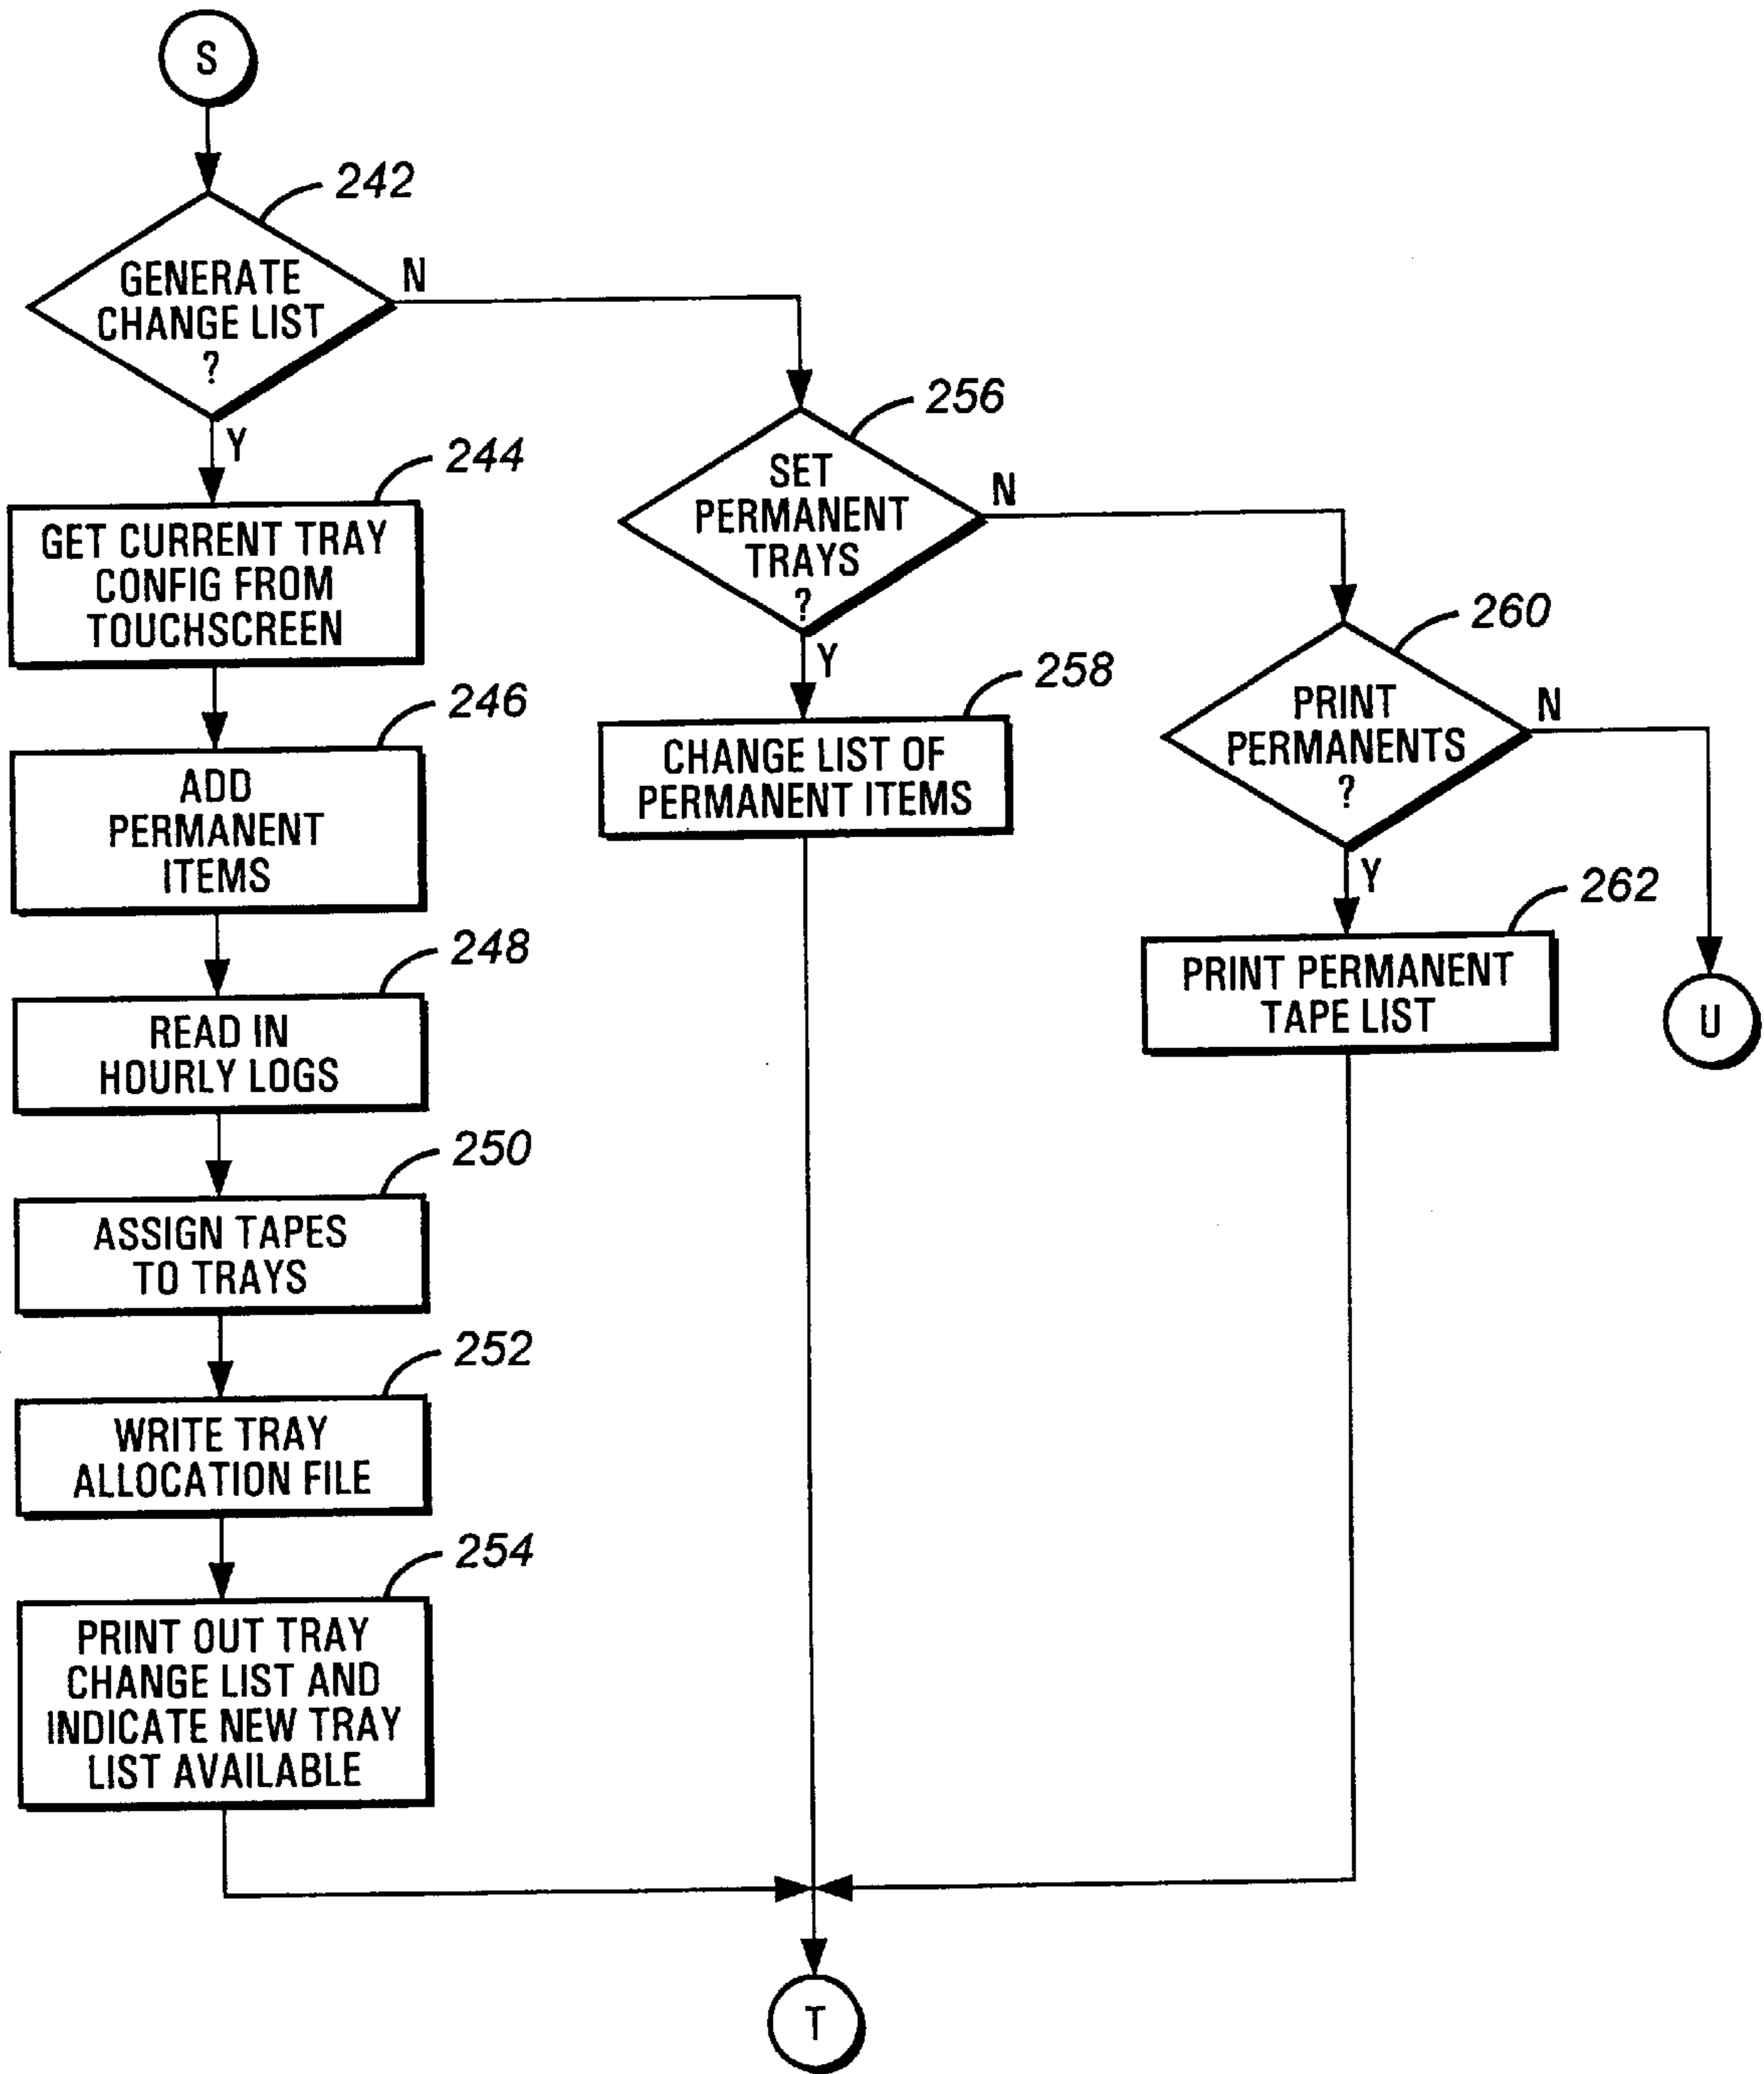 S
242
GENERATE
CHANGE LIST
?
N
Y
244
GET CURRENT TRAY
CONFIG FROM
TOUCHSCREEN
246
ADD
PERMANENT
ITEMS
248
READ IN
HOURLY LOGS
250
ASSIGN TAPES
TO TRAYS
252
WRITE TRAY
ALLOCATION FILE
254
PRINT OUT TRAY
CHANGE LIST AND
INDICATE NEW TRAY
LIST AVAILABLE
256
SET
PERMANENT
TRAYS
?
N
Y
258
CHANGE LIST OF
PERMANENT ITEMS
260
PRINT
PERMANENTS
?
N
Y
262
PRINT PERMANENT
TAPE LIST
U
T